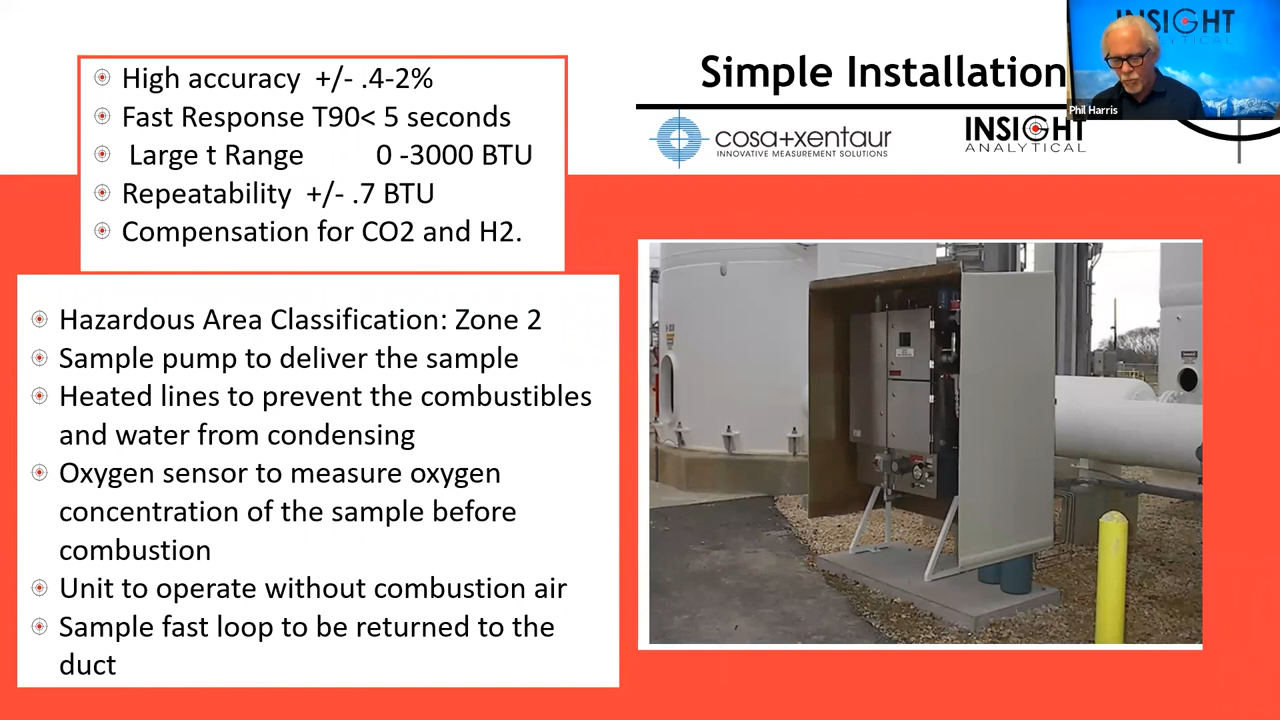 High accuracy +/- .4-2%
Fast Response T90< 5 seconds
Large t Range 0 -3000 BTU
Repeatability +/- .7 BTU
Compensation for CO2 and H2.
Hazardous Area Classification: Zone 2
Sample pump to deliver the sample
Heated lines to prevent the combustibles
and water from condensing
Oxygen sensor to measure oxygen
concentration of the sample before
combustion
Unit to operate without combustion air
Sample fast loop to be returned to the
duct
Simple Installation
cosa+xentaur
INNOVATIVE MEASUREMENT SOLUTIONS
INSIGHT
ANALYTICAL
INSIGHT
Phil Harris